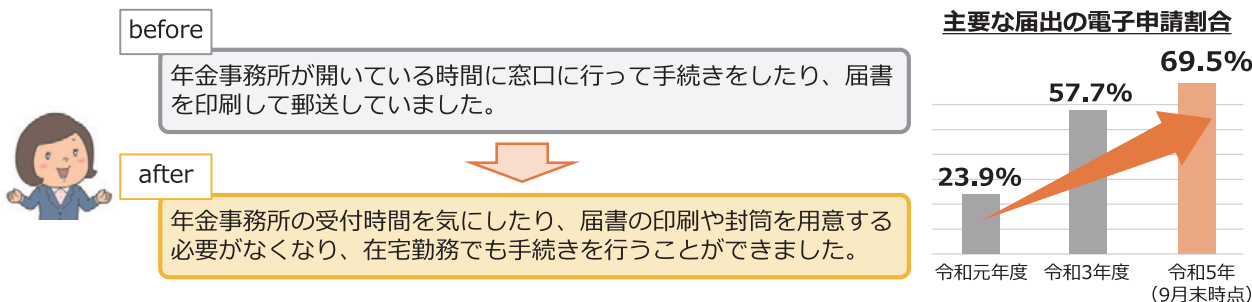 before
年金事務所が開いている時間に窓口に行って手続きをしたり、届書
を印刷して郵送していました。
after
年金事務所の受付時間を気にしたり、届書の印刷や封筒を用意する
必要がなくなり、在宅勤務でも手続きを行うことができました。
主要な届出の電子申請割合
69.5%
57.7%
23.9%
令和元年度 令和3年度 令和5年
(9月末時点)